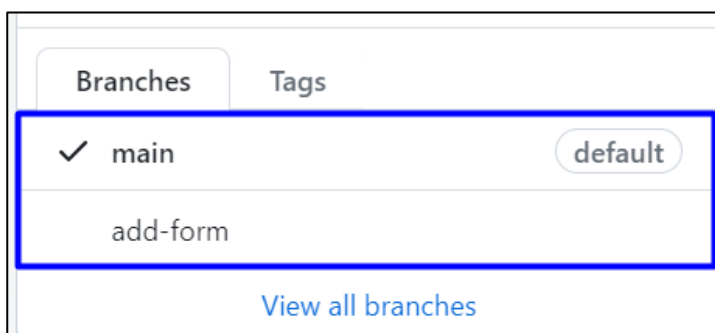 Branches Tags
main default
add-form
View all branches